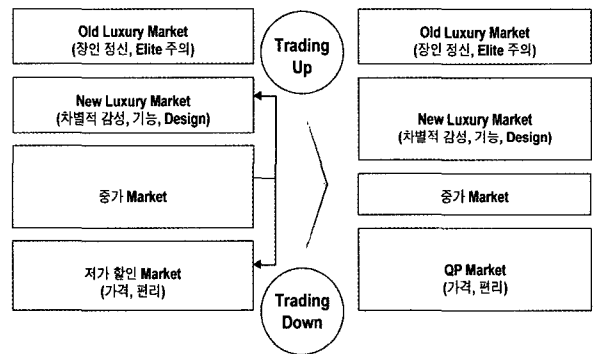 Old Luxury Market
(장인 정신, Elite 주의)
New Luxury Market
(차별적 감성, 기능, Design)
중가 Market
저가 할인 Market
(가격, 편리)
Trading
Up
Trading
Down
Old Luxury Market
(장인 정신, Elite 주의)
New Luxury Market
(차별적 감성, 기능, Design)
중가 Market
QP Market
(가격, 편리)